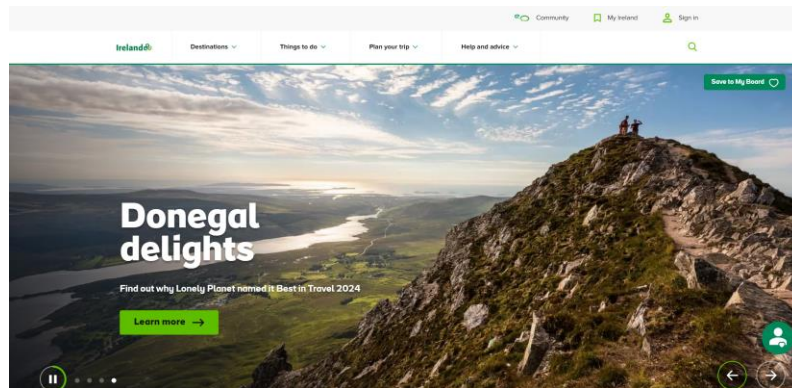 Community My Ireland Sign in
Ireland Destinations Things to do Plan your trip Help and advice
Save to My Board
Donegal
delights
Find out why Lonely Planet named it Best in Travel 2024
Learn more